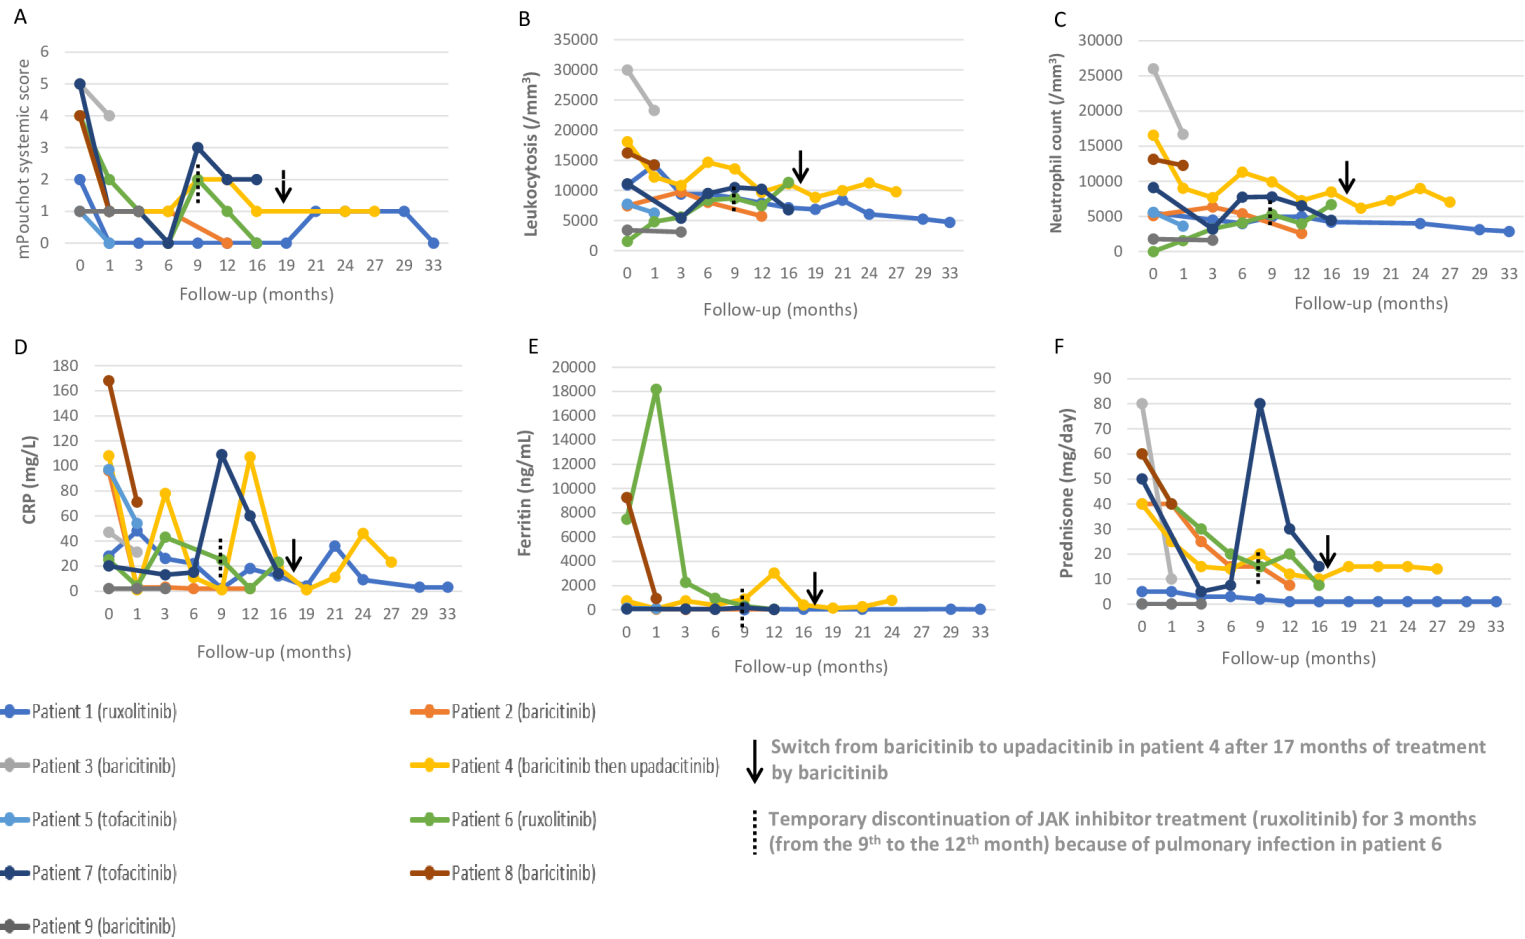 A
mPouchot systemic score
6
5
4
3
2
1
0
0 1 3 6 9 12 16 19 21 24 27 29 33
Follow-up (months)
B
Leukocytosis (/mm³)
35000
30000
25000
20000
15000
10000
5000
0
0 1 3 6 9 12 16 19 21 24 27 29 33
Follow-up (months)
C
Neutrophil count (/mm³)
30000
25000
20000
15000
10000
5000
0
0 1 3 6 9 12 16 19 21 24 27 29 33
Follow-up (months)
D
CRP (mg/L)
180
160
140
120
100
80
60
40
20
0
0 1 3 6 9 12 16 19 21 24 27 29 33
Follow-up (months)
E
Ferritin (ng/mL)
20000
18000
16000
14000
12000
10000
8000
6000
4000
2000
0
0 1 3 6 9 12 16 19 21 24 29 33
Follow-up (months)
F
Prednisone (mg/day)
90
80
70
60
50
40
30
20
10
0
0 1 3 6 9 12 16 19 21 24 27 29 33
Follow-up (months)
Patient 1 (ruxolitinib)
Patient 2 (baricitinib)
Patient 3 (baricitinib)
Patient 4 (baricitinib then upadacitinib)
Patient 5 (tofacitinib)
Patient 6 (ruxolitinib)
Patient 7 (tofacitinib)
Patient 8 (baricitinib)
Patient 9 (baricitinib)
Switch from baricitinib to upadacitinib in patient 4 after 17 months of treatment
by baricitinib
Temporary discontinuation of JAK inhibitor treatment (ruxolitinib) for 3 months
(from the 9th to the 12th month) because of pulmonary infection in patient 6